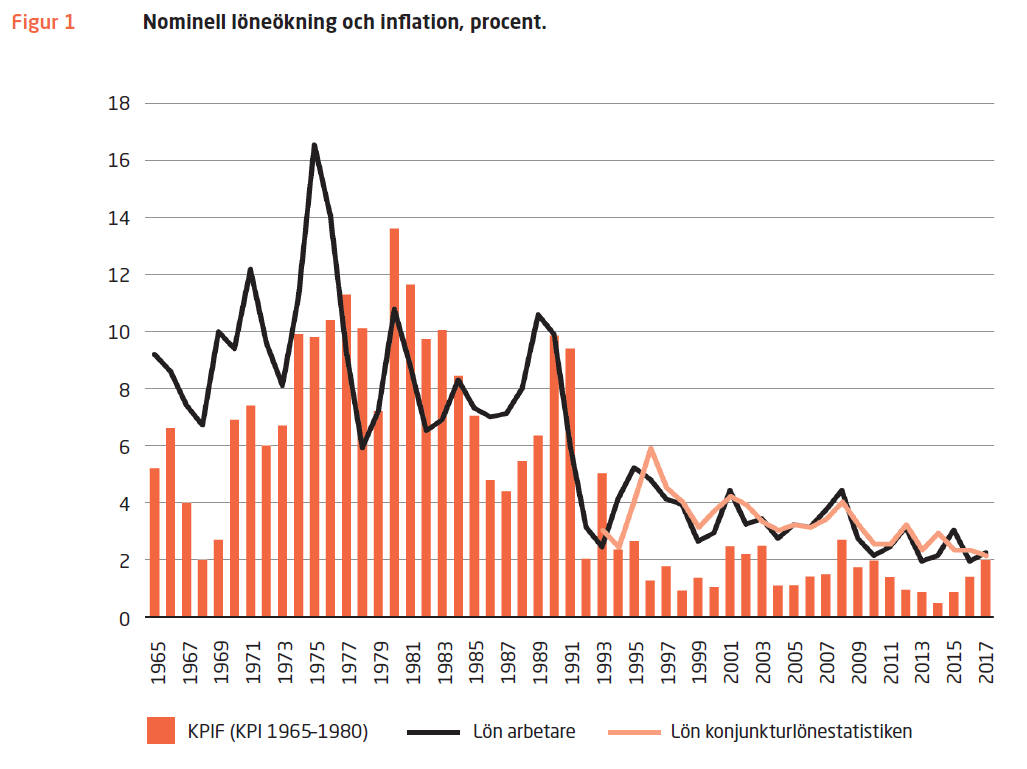 Figur 1
Nominell löneökning och inflation, procent.
18
16
14
12
10
8
6
4
2
0
1965 1967 1969 1971 1973 1975 1977 1979 1981 1983 1985 1987 1989 1991 1993 1995 1997 1999 2001 2003 2005 2007 2009 2011 2013 2015 2017
KPIF (KPI 1965–1980) Lön arbetare Lön konjunkturlönestatistiken